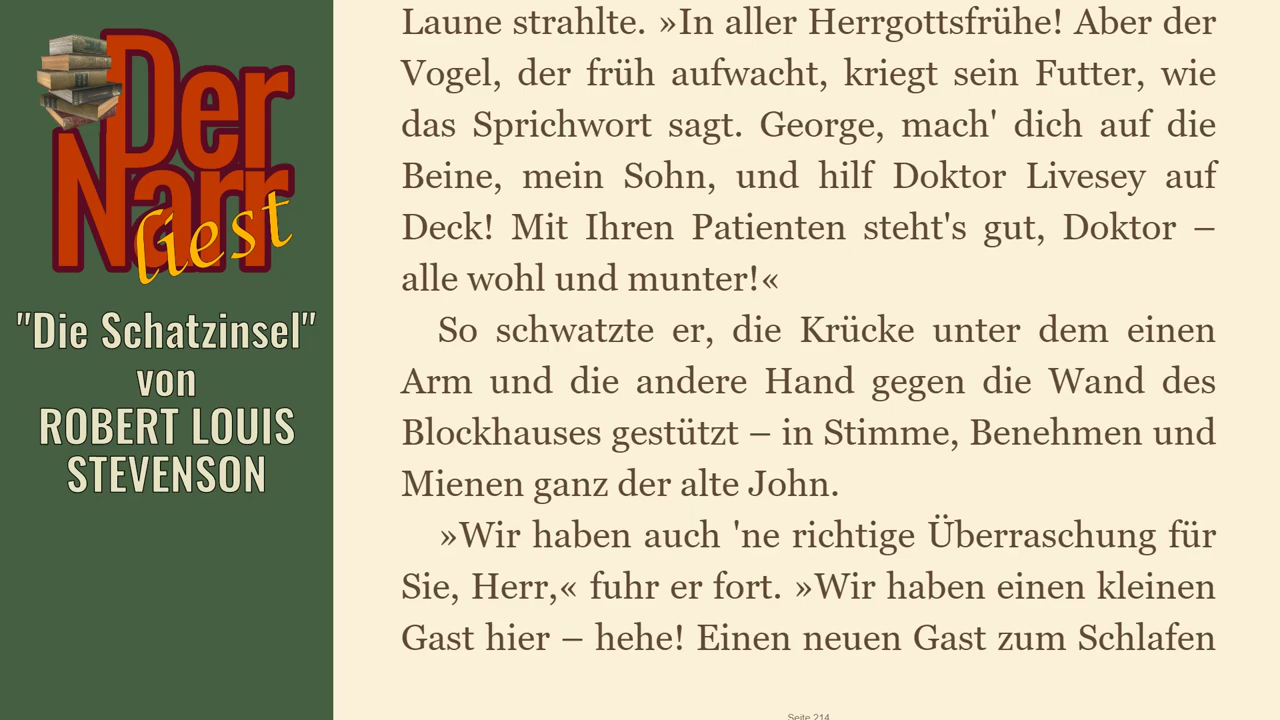 Der
Narr
liest
"Die Schatzinsel"
von
ROBERT LOUIS
STEVENSON
Laune strahlte. »In aller Herrgottsfrühe! Aber der
Vogel, der früh aufwacht, kriegt sein Futter, wie
das Sprichwort sagt. George, mach' dich auf die
Beine, mein Sohn, und hilf Doktor Livesey auf
Deck! Mit Ihren Patienten steht's gut, Doktor –
alle wohl und munter!«
So schwatzte er, die Krücke unter dem einen
Arm und die andere Hand gegen die Wand des
Blockhauses gestützt – in Stimme, Benehmen und
Mienen ganz der alte John.
»Wir haben auch 'ne richtige Überraschung für
Sie, Herr,« fuhr er fort. »Wir haben einen kleinen
Gast hier – hehe! Einen neuen Gast zum Schlafen
Seite 214